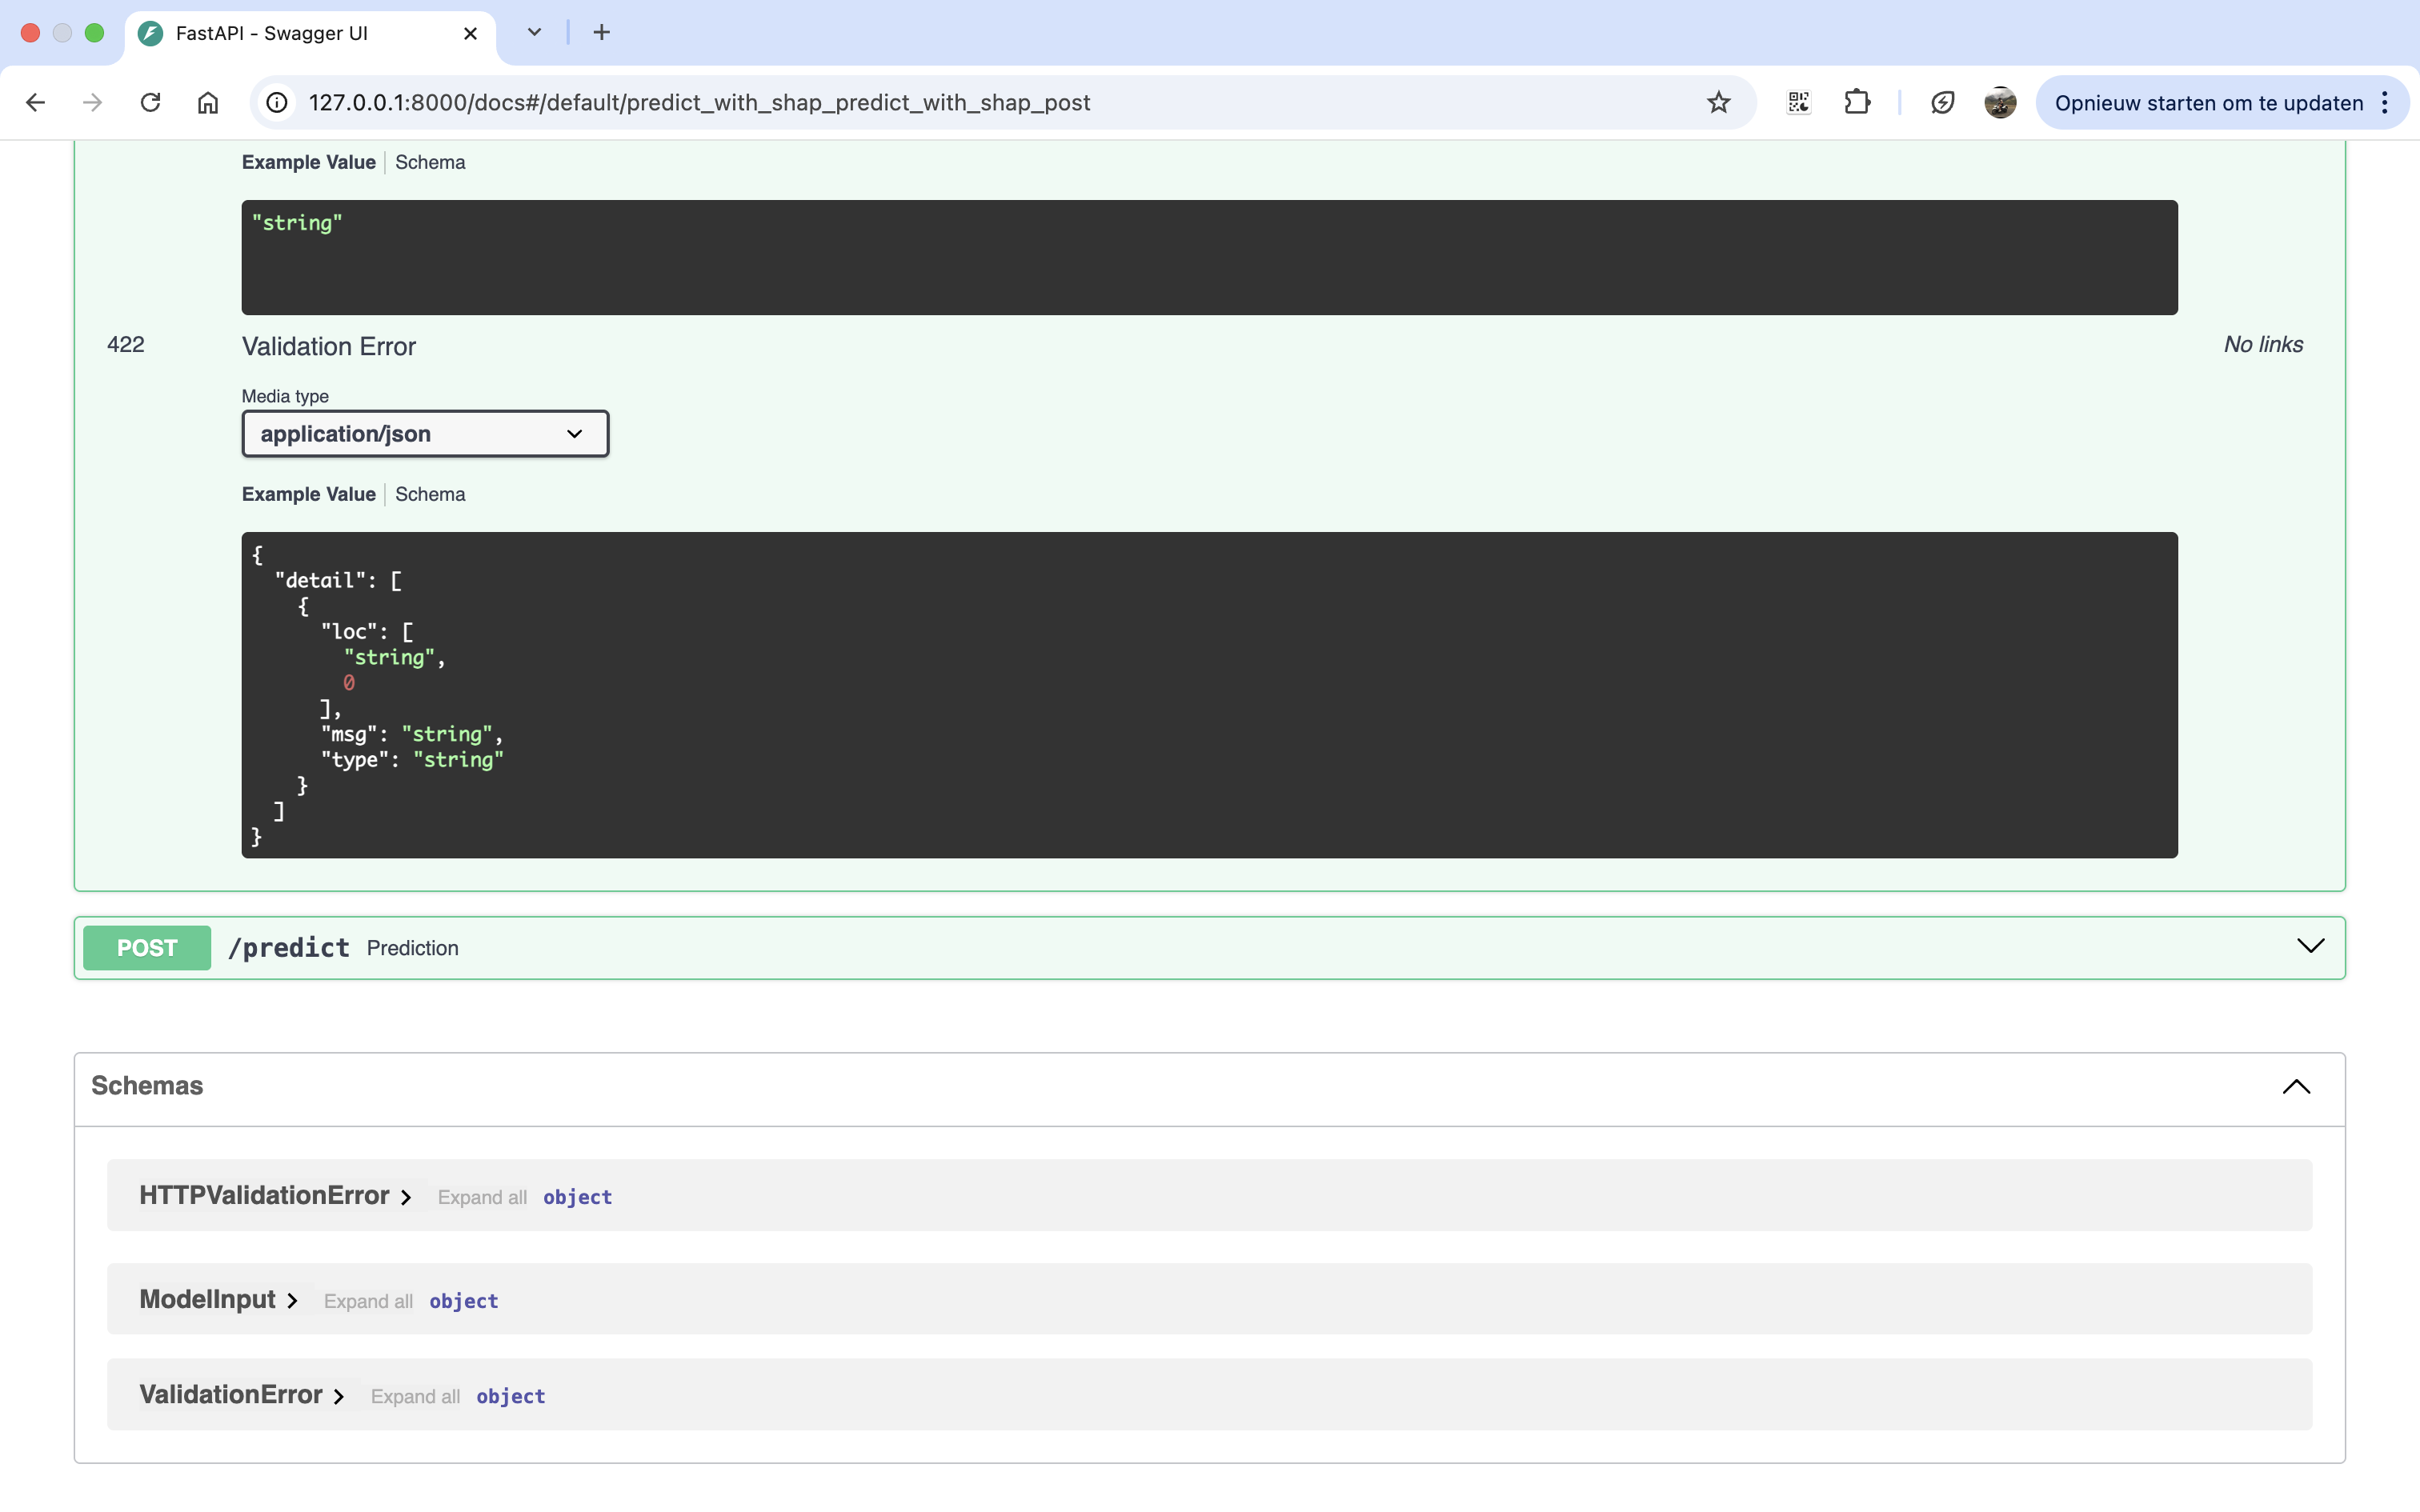 FastAPI - Swagger UI
127.0.0.1:8000/docs#/default/predict_with_shap_predict_with_shap_post
Opnieuw starten om te updaten
Example Value Schema
"string"
422 Validation Error No links
Media type
application/json
Example Value Schema
{
"detail": [
{
"loc": [
"string",
0
],
"msg": "string",
"type": "string"
}
]
}
POST /predict Prediction
Schemas
HTTPValidationError Expand all object
ModelInput Expand all object
ValidationError Expand all object